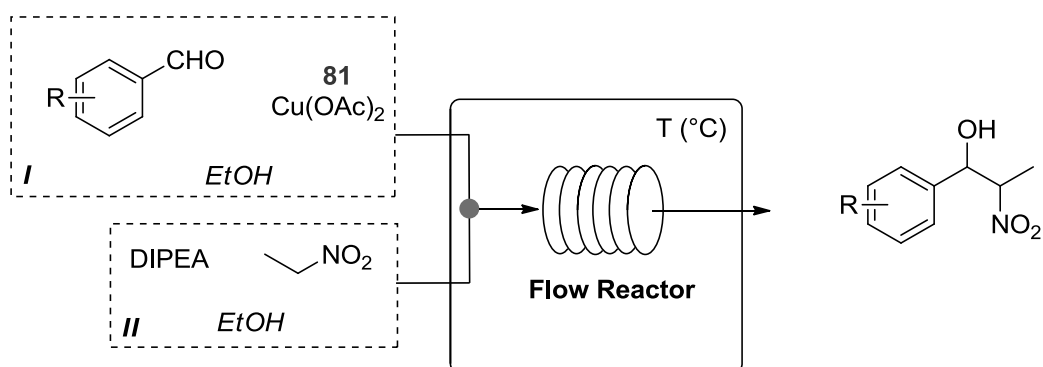 CHO
R
81
Cu(OAc)2
I
EtOH
DIPEA
NO2
II
EtOH
T (°C)
Flow Reactor
OH
R
NO2